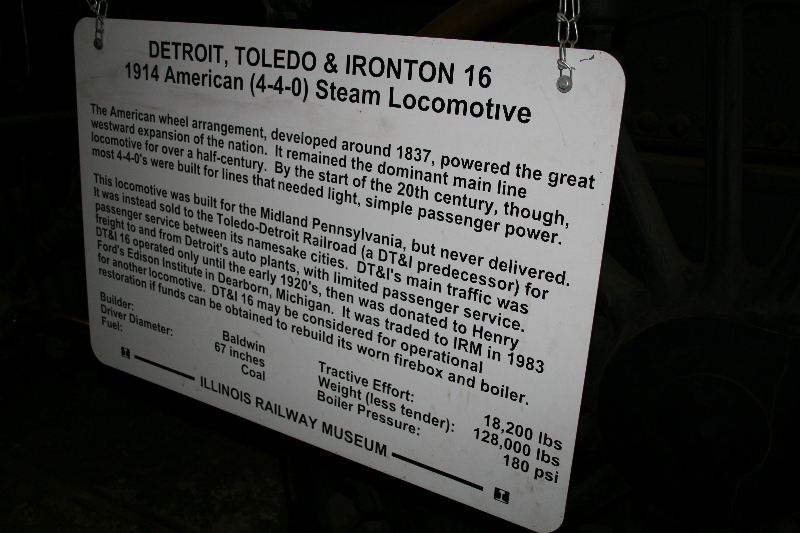 DETROIT, TOLEDO & IRONTON 16
1914 American (4-4-0) Steam Locomotive
The American wheel arrangement, developed around 1837, powered the great
westward expansion of the nation. It remained the dominant main line
locomotive for over a half-century. By the start of the 20th century, though,
most 4-4-0's were built for lines that needed light, simple passenger power.
This locomotive was built for the Midland Pennsylvania, but never delivered.
It was instead sold to the Toledo-Detroit Railroad (a DT&I predecessor) for
passenger service between its namesake cities. DT&I's main traffic was
freight to and from Detroit's auto plants, with limited passenger service.
DT&I 16 operated only until the early 1920's, then was donated to Henry
Ford's Edison Institute in Dearborn, Michigan. It was traded to IRM in 1983
for another locomotive. DT&I 16 may be considered for operational
restoration if funds can be obtained to rebuild its worn firebox and boiler.
Builder: Baldwin
Driver Diameter: 67 inches
Fuel: Coal
Tractive Effort: 18,200 lbs
Weight (less tender): 128,000 lbs
Boiler Pressure: 180 psi
ILLINOIS RAILWAY MUSEUM